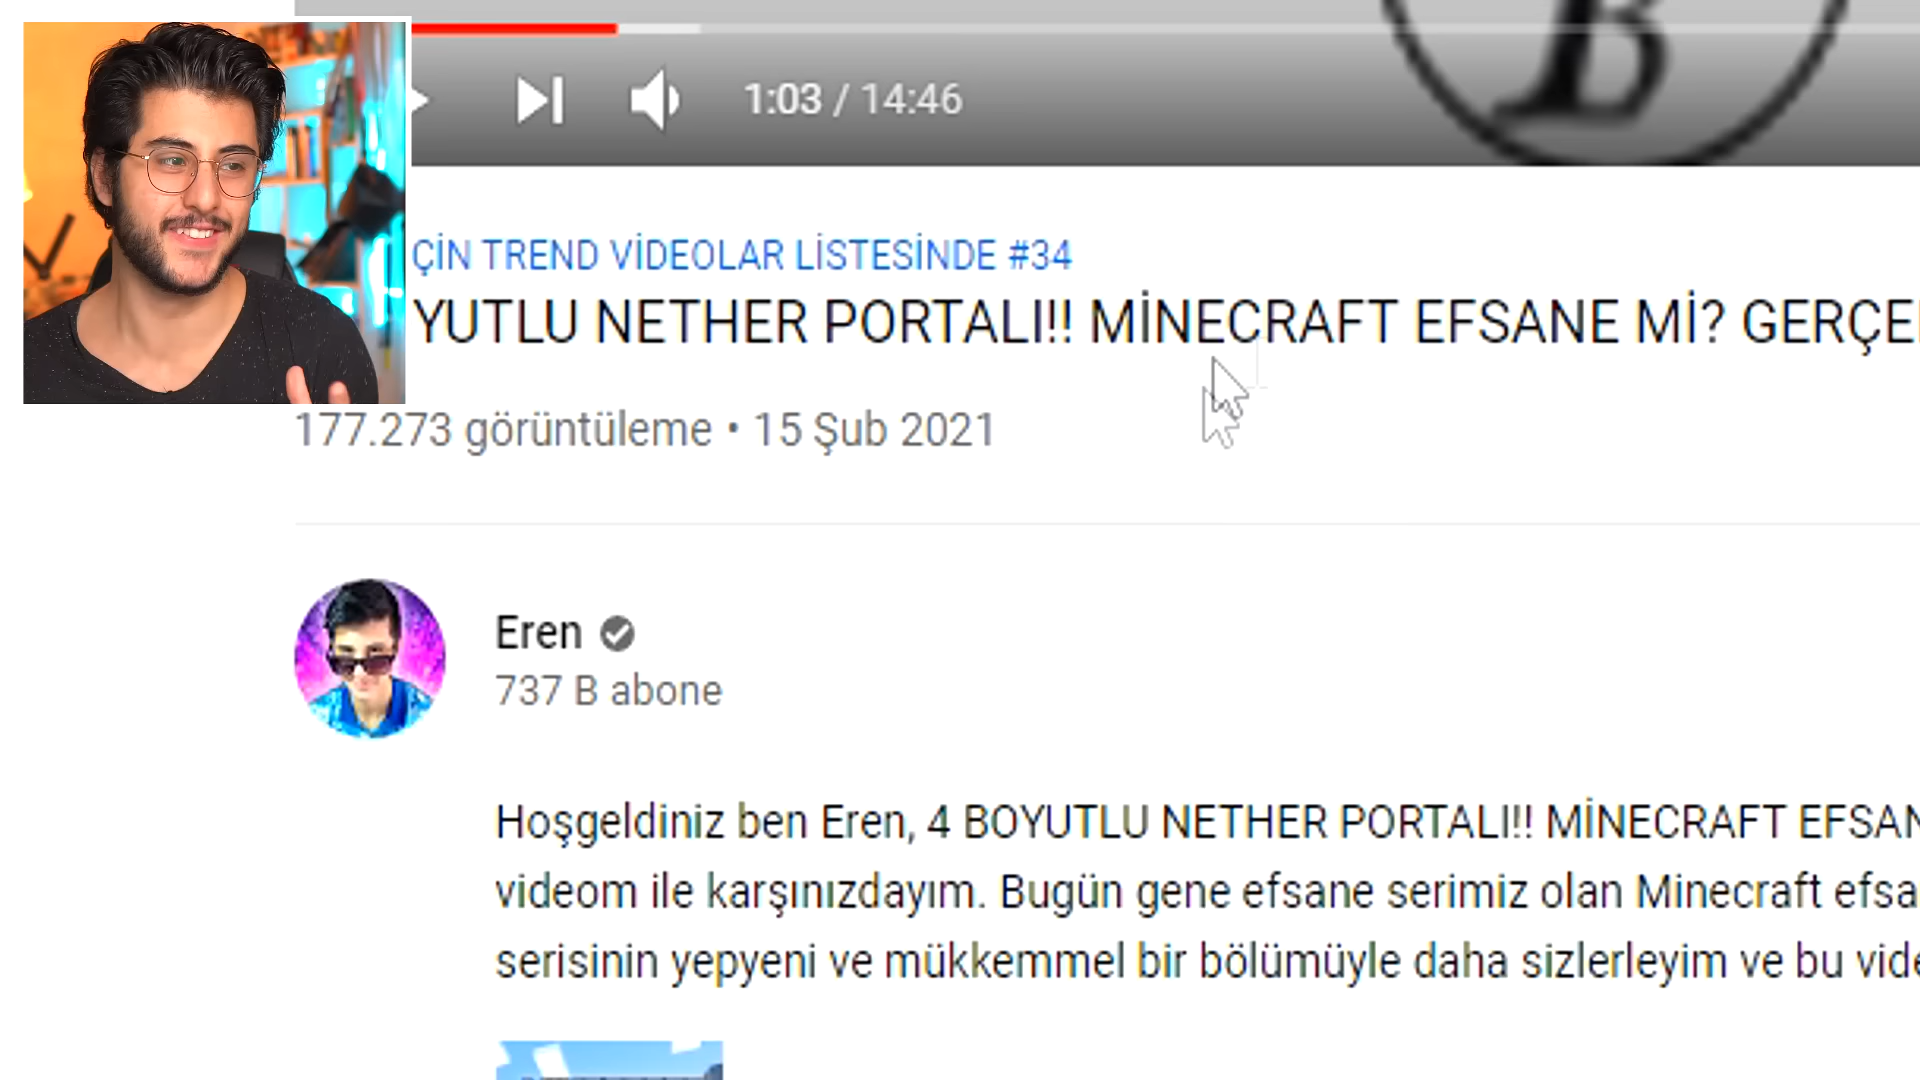 1:03 / 14:46
B
ÇİN TREND VİDEOLAR LİSTESİNDE #34
YUTLU NETHER PORTALI!! MİNECRAFT EFSANE Mİ? GERÇE
177.273 görüntüleme • 15 Şub 2021
Eren
737 B abone
Hoşgeldiniz ben Eren, 4 BOYUTLU NETHER PORTALI!! MİNECRAFT EFSAN
videom ile karşınızdayım. Bugün gene efsane serimiz olan Minecraft efsa
serisinin yepyeni ve mükkemmel bir bölümüyle daha sizlerleyim ve bu vide